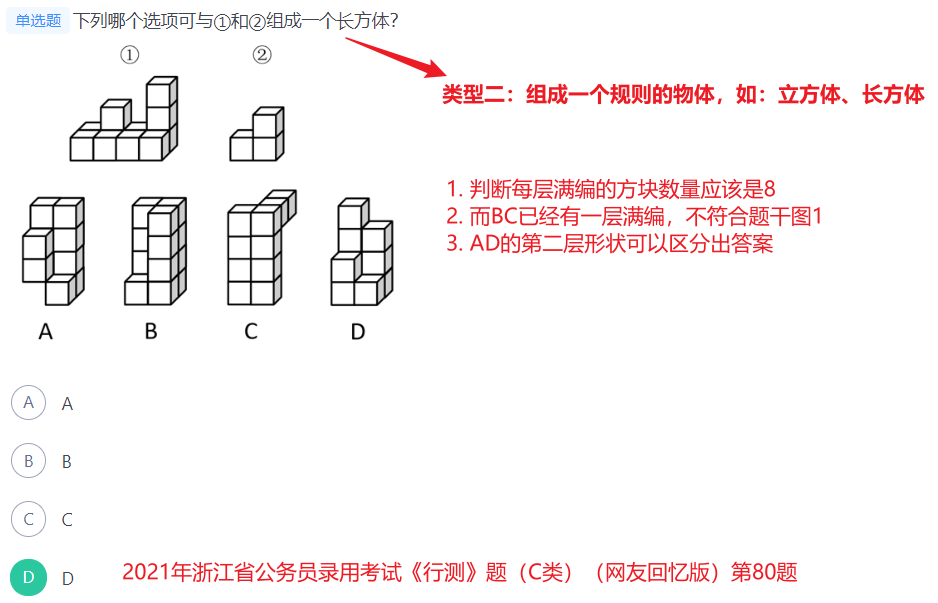 单选题 下列哪个选项可与①和②组成一个长方体?
① ②
类型二：组成一个规则的物体，如：立方体、长方体
1. 判断每层满编的方块数量应该是8
2. 而BC已经有一层满编，不符合题干图1
3. AD的第二层形状可以区分出答案
A B C D
A A
B B
C C
D D
2021年浙江省公务员录用考试《行测》题（C类）（网友回忆版）第80题